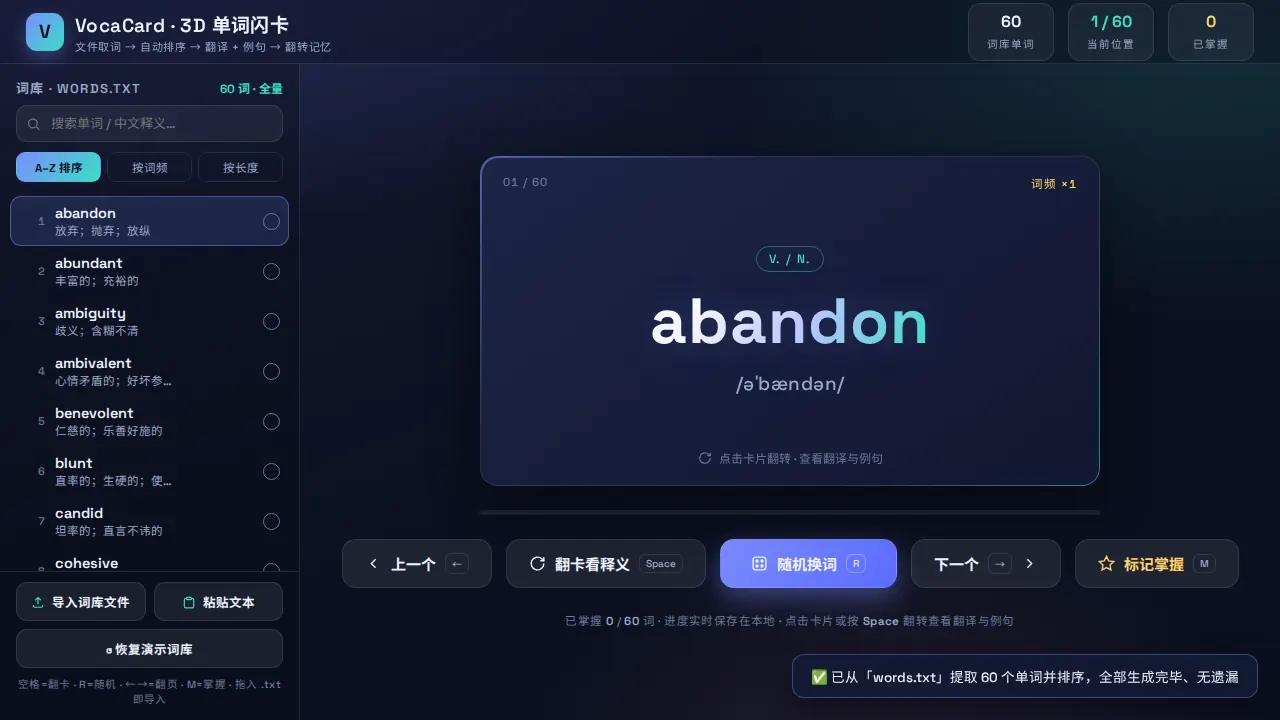 V
VocaCard · 3D 单词闪卡
文件取词 → 自动排序 → 翻译 + 例句 → 翻转记忆
60
词库单词
1 / 60
当前位置
0
已掌握
词库 · WORDS.TXT
60 词 · 全量
搜索单词 / 中文释义…
A–Z 排序
按词频
按长度
1
abandon
放弃；抛弃；放纵
2
abundant
丰富的；充裕的
3
ambiguity
歧义；含糊不清
4
ambivalent
心情矛盾的；好坏参…
5
benevolent
仁慈的；乐善好施的
6
blunt
直率的；生硬的；使…
7
candid
坦率的；直言不讳的
cohesive
导入词库文件
粘贴文本
恢复演示词库
空格=翻卡 · R=随机 · ←→=翻页 · M=掌握 · 拖入 .txt
即导入
01 / 60
词频 ×1
V. / N.
abandon
/əˈbændən/
点击卡片翻转 · 查看翻译与例句
上一个 ←
翻卡看释义 Space
随机换词 R
下一个 →
标记掌握 M
已掌握 0 / 60 词 · 进度实时保存在本地 · 点击卡片或按 Space 翻转查看翻译与例句
✅ 已从「words.txt」提取 60 个单词并排序，全部生成完毕、无遗漏